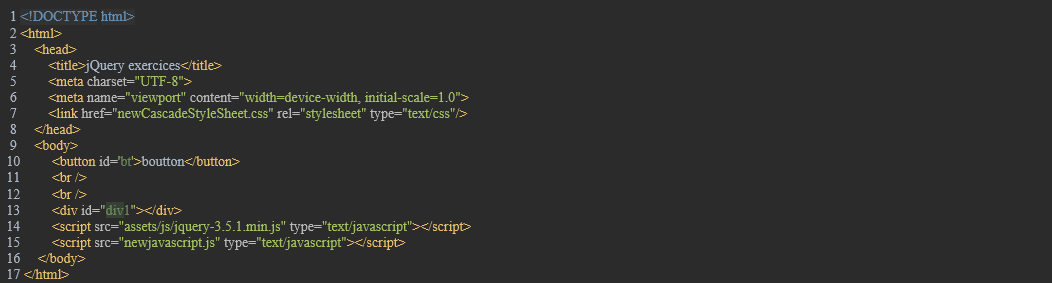 1 <!DOCTYPE html>
2 <html>
3 <head>
4 <title>jQuery exercices</title>
5 <meta charset="UTF-8">
6 <meta name="viewport" content="width=device-width, initial-scale=1.0">
7 <link href="newCascadeStyleSheet.css" rel="stylesheet" type="text/css"/>
8 </head>
9 <body>
10 <button id='bt'>boutton</button>
11 <br />
12 <br />
13 <div id="div1"></div>
14 <script src="assets/js/jquery-3.5.1.min.js" type="text/javascript"></script>
15 <script src="newjavascript.js" type="text/javascript"></script>
16 </body>
17 </html>